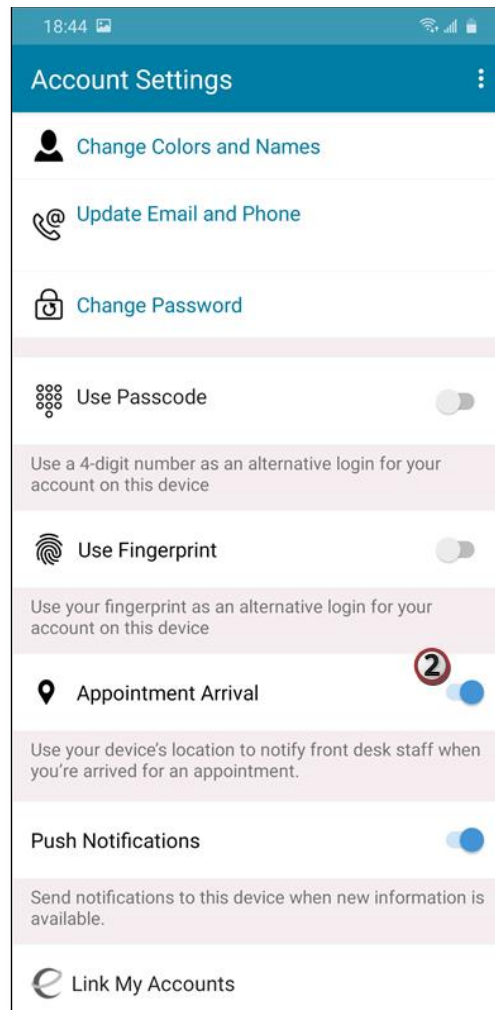 18:44
Account Settings
Change Colors and Names
Update Email and Phone
Change Password
Use Passcode
Use a 4-digit number as an alternative login for your
account on this device
Use Fingerprint
Use your fingerprint as an alternative login for your
account on this device
2
Appointment Arrival
Use your device's location to notify front desk staff when
you're arrived for an appointment.
Push Notifications
Send notifications to this device when new information is
available.
Link My Accounts